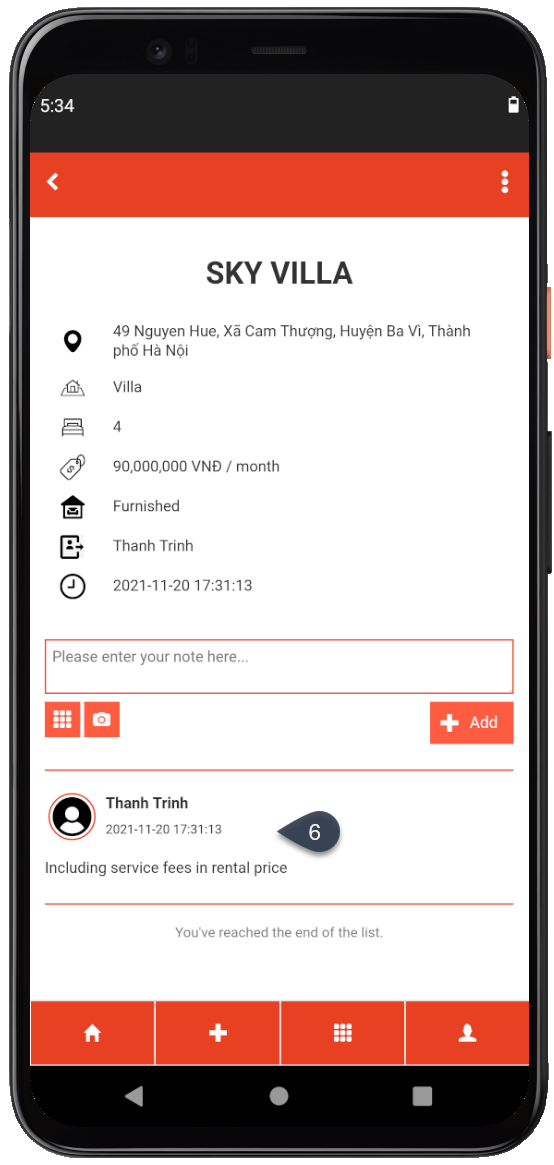 5:34
SKY VILLA
49 Nguyen Hue, Xã Cam Thượng, Huyện Ba Vì, Thành
phố Hà Nội
Villa
4
90,000,000 VNĐ / month
Furnished
Thanh Trinh
2021-11-20 17:31:13
Please enter your note here...
Add
Thanh Trinh
2021-11-20 17:31:13
6
Including service fees in rental price
You've reached the end of the list.